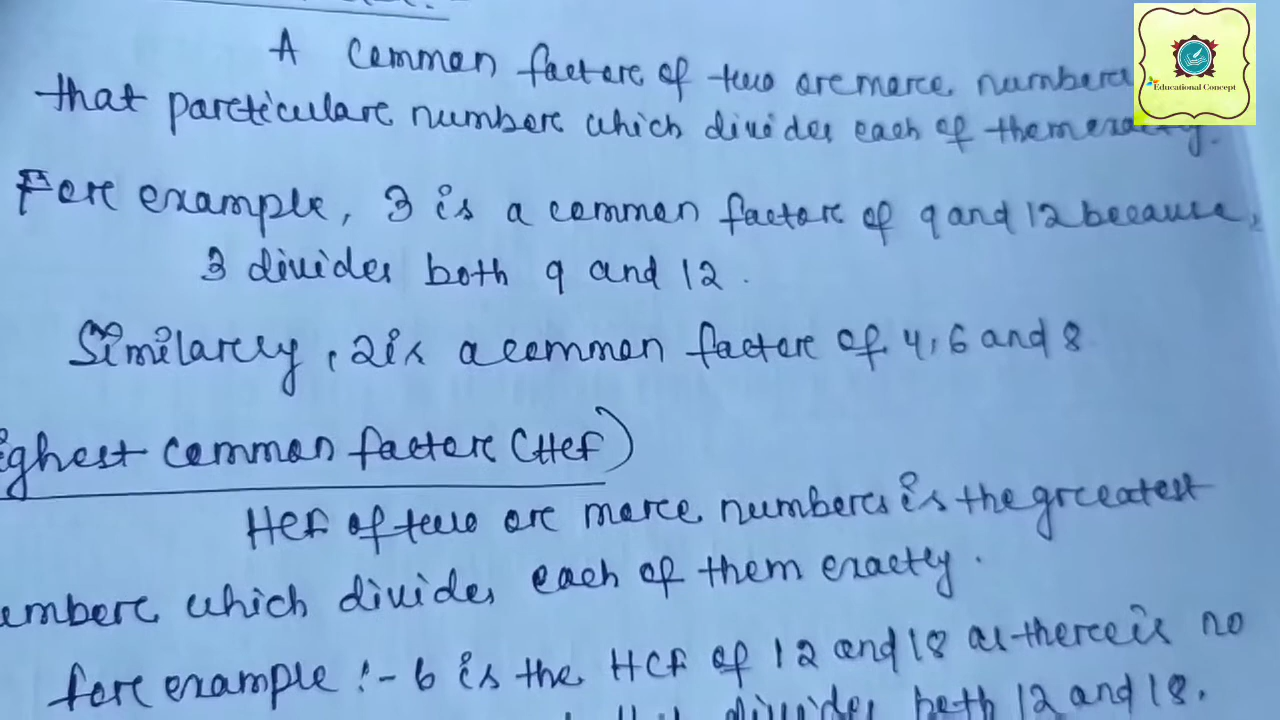 A common factor of two or more numbers
that particular number which divides each of them exactly.
For example, 3 is a common factor of 9 and 12 because,
3 divides both 9 and 12.
Similarly, 2 is a common factor of 4, 6 and 8
ighest common factor (HCF)
HCF of two or more numbers is the greatest
umber which divides each of them exactly.
for example :- 6 is the HCF of 12 and 18 as there is no
divides both 12 and 18.
Educational Concept